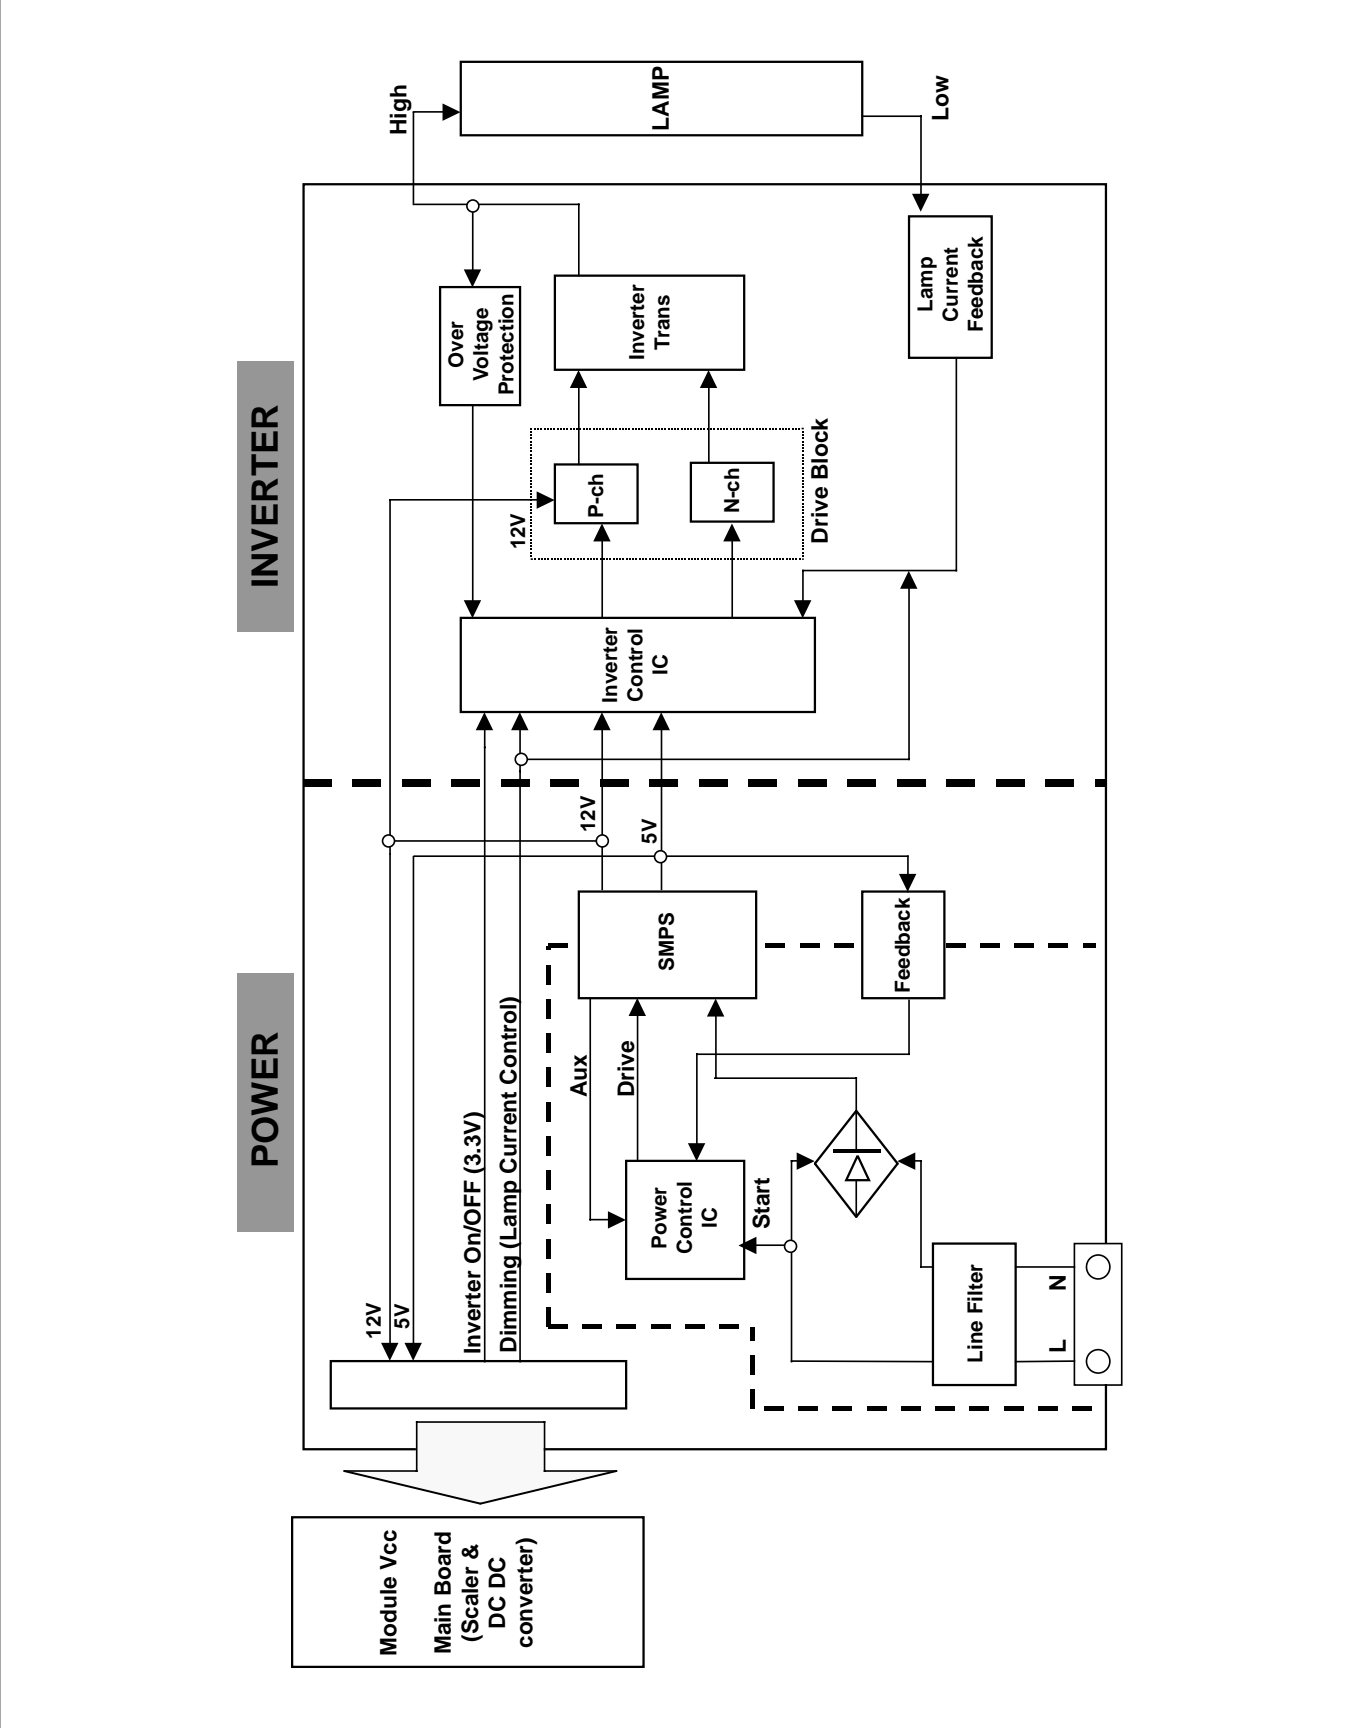 POWER
INVERTER
Module Vcc
Main Board
(Scaler &
DC DC
converter)
12V
5V
Inverter On/OFF (3.3V)
Dimming (Lamp Current Control)
Aux
Drive
Power
Control
IC
Start
Line Filter
L
N
SMPS
Feedback
12V
5V
Inverter
Control
IC
12V
P-ch
N-ch
Drive Block
Over
Voltage
Protection
Inverter
Trans
Lamp
Current
Feedback
High
LAMP
Low